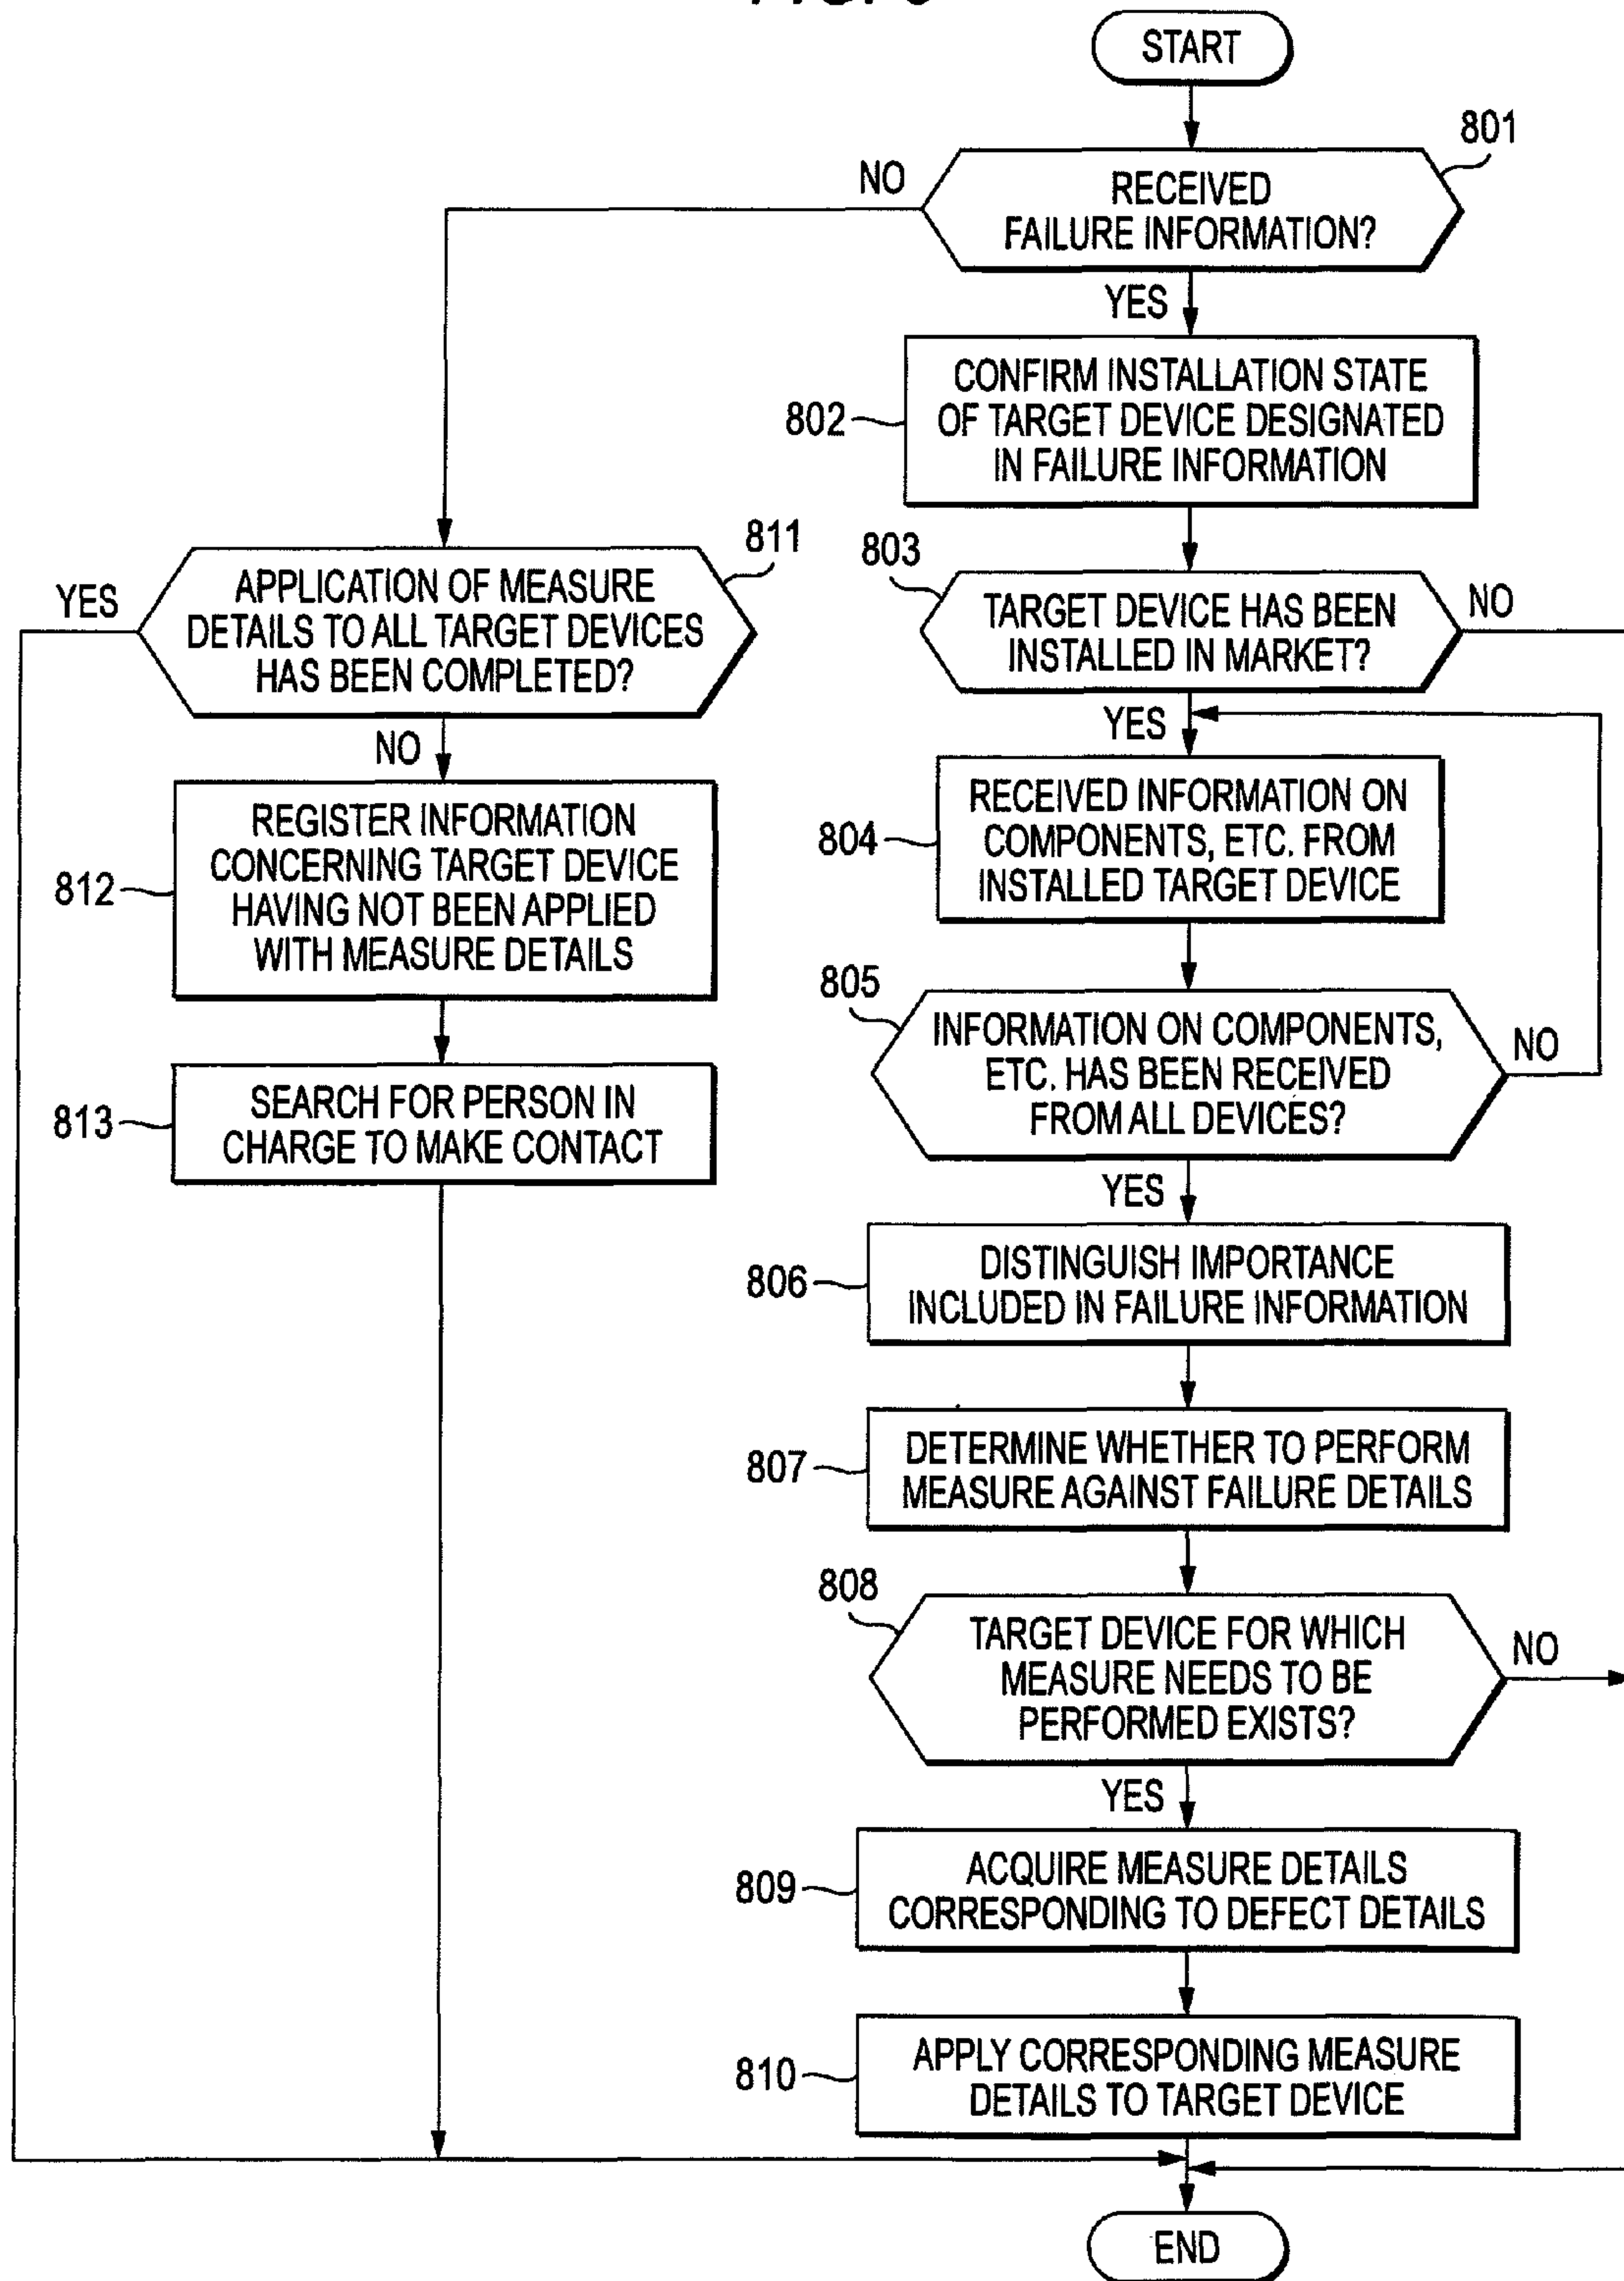 START
801
NO
RECEIVED
FAILURE INFORMATION?
YES
802
CONFIRM INSTALLATION STATE
OF TARGET DEVICE DESIGNATED
IN FAILURE INFORMATION
811
YES
APPLICATION OF MEASURE
DETAILS TO ALL TARGET DEVICES
HAS BEEN COMPLETED?
NO
803
TARGET DEVICE HAS BEEN
INSTALLED IN MARKET?
NO
YES
812
REGISTER INFORMATION
CONCERNING TARGET DEVICE
HAVING NOT BEEN APPLIED
WITH MEASURE DETAILS
804
RECEIVED INFORMATION ON
COMPONENTS, ETC. FROM
INSTALLED TARGET DEVICE
813
SEARCH FOR PERSON IN
CHARGE TO MAKE CONTACT
805
INFORMATION ON COMPONENTS,
ETC. HAS BEEN RECEIVED
FROM ALL DEVICES?
NO
YES
806
DISTINGUISH IMPORTANCE
INCLUDED IN FAILURE INFORMATION
807
DETERMINE WHETHER TO PERFORM
MEASURE AGAINST FAILURE DETAILS
808
TARGET DEVICE FOR WHICH
MEASURE NEEDS TO BE
PERFORMED EXISTS?
NO
YES
809
ACQUIRE MEASURE DETAILS
CORRESPONDING TO DEFECT DETAILS
810
APPLY CORRESPONDING MEASURE
DETAILS TO TARGET DEVICE
END